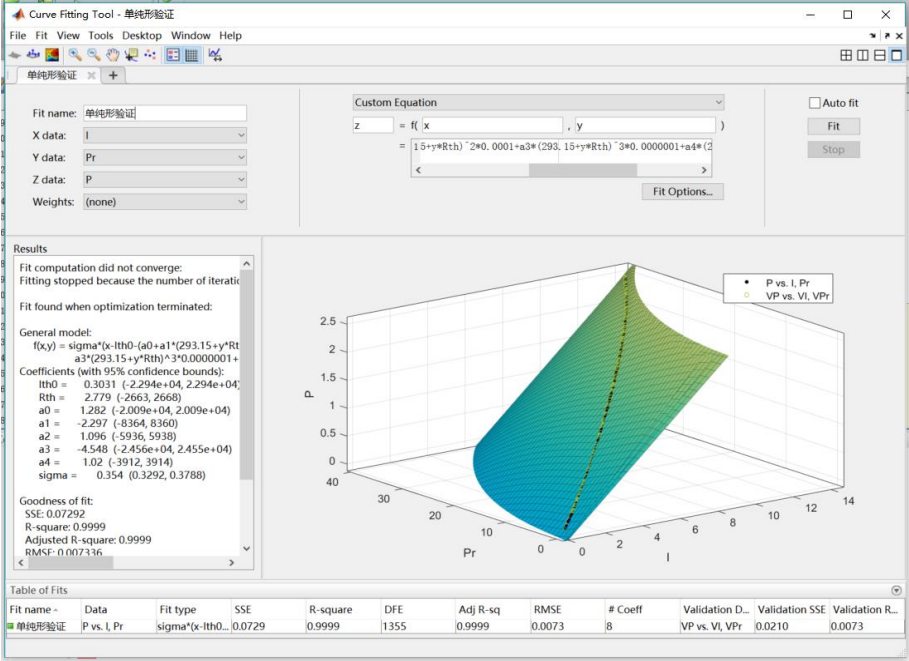 Curve Fitting Tool - 单纯形验证
File Fit View Tools Desktop Window Help
单纯形验证
Fit name: 单纯形验证
X data: I
Y data: Pr
Z data: P
Weights: (none)
Custom Equation
z = f( x , y )
= 15+y*Rth)^2*0.0001+a3*(293.15+y*Rth)^3*0.0000001+a4*(2
Fit Options...
Auto fit
Fit
Stop
Results
Fit computation did not converge:
Fitting stopped because the number of iteratio
Fit found when optimization terminated:
General model:
f(x,y) = sigma*(x-Ith0-(a0+a1*(293.15+y*Rt
a3*(293.15+y*Rth)^3*0.0000001+
Coefficients (with 95% confidence bounds):
Ith0 = 0.3031 (-2.294e+04, 2.294e+04)
Rth = 2.779 (-2663, 2668)
a0 = 1.282 (-2.009e+04, 2.009e+04)
a1 = -2.297 (-8364, 8360)
a2 = 1.096 (-5936, 5938)
a3 = -4.548 (-2.456e+04, 2.455e+04)
a4 = 1.02 (-3912, 3914)
sigma = 0.354 (0.3292, 0.3788)
Goodness of fit:
SSE: 0.07292
R-square: 0.9999
Adjusted R-square: 0.9999
RMSE: 0.007336
P vs. I, Pr
VP vs. VI, VPr
2.5
2
1.5
1
0.5
0
P
40
30
20
10
0
Pr
0
2
4
6
8
10
12
14
I
Table of Fits
Fit name Data Fit type SSE R-square DFE Adj R-sq RMSE # Coeff Validation D... Validation SSE Validation R...
单纯形验证 P vs. I, Pr sigma*(x-Ith0... 0.0729 0.9999 1355 0.9999 0.0073 8 VP vs. VI, VPr 0.0210 0.0073